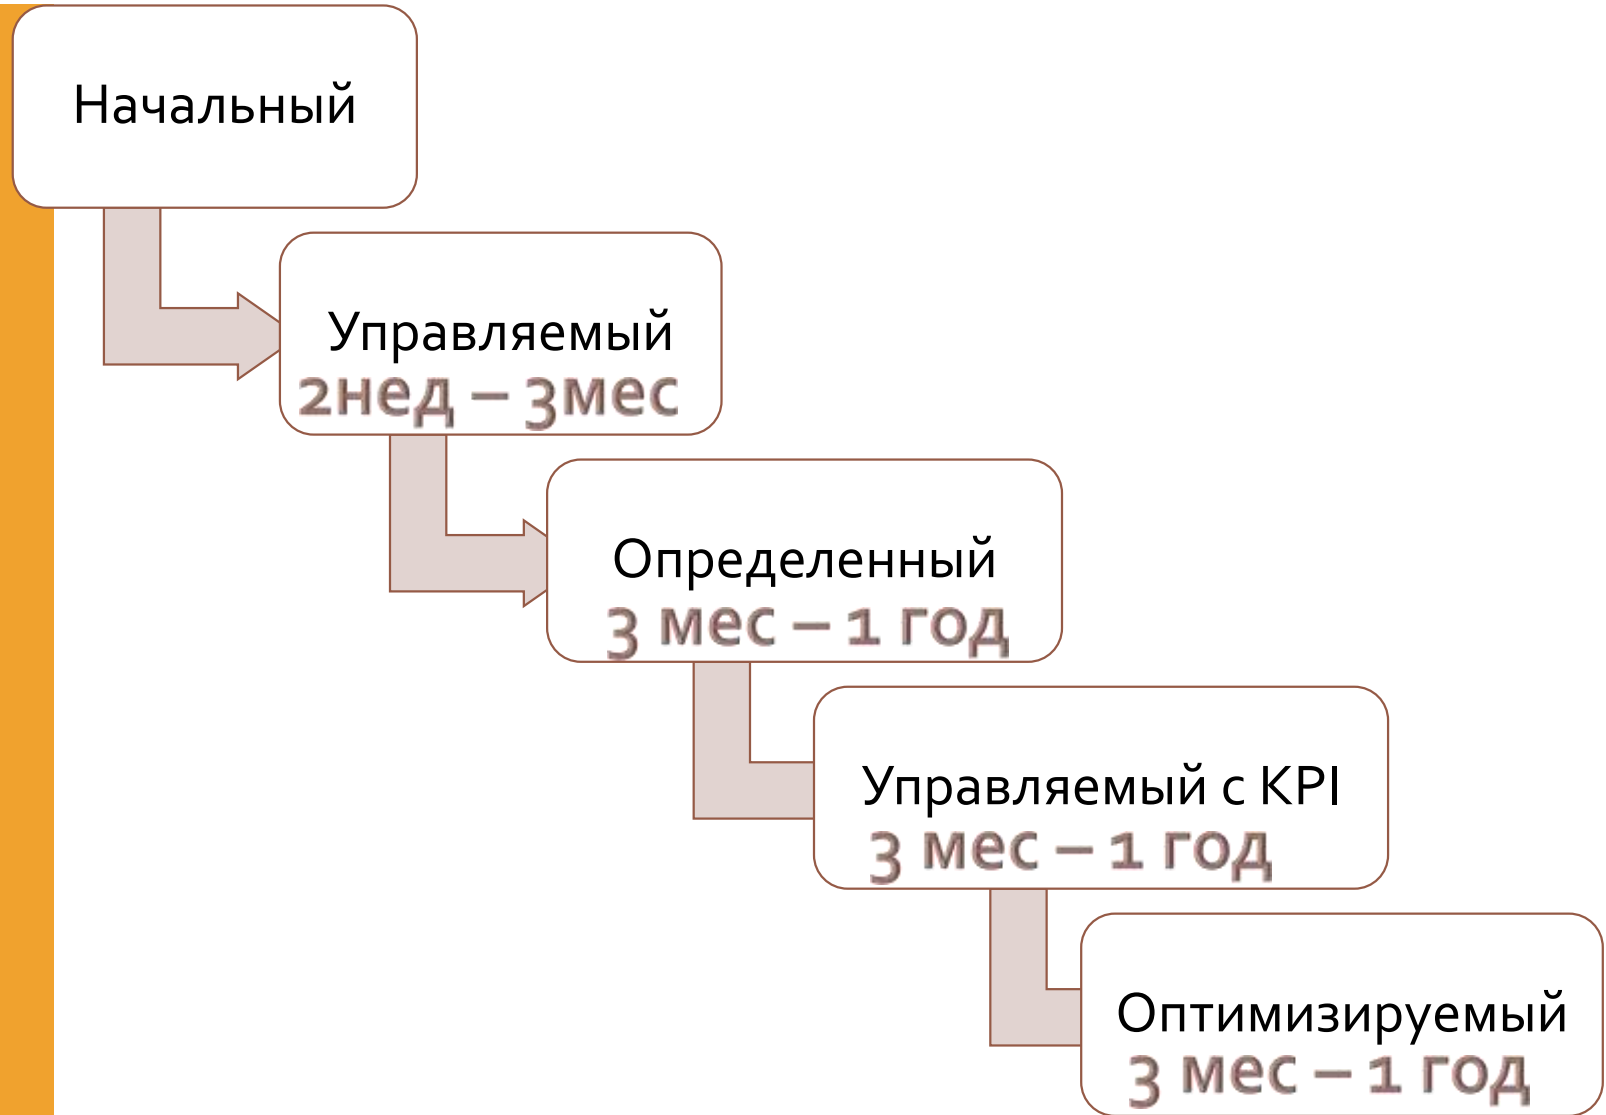 Начальный
Управляемый
2нед – 3мес
Определенный
3 мес – 1 год
Управляемый с KPI
3 мес – 1 год
Оптимизируемый
3 мес – 1 год